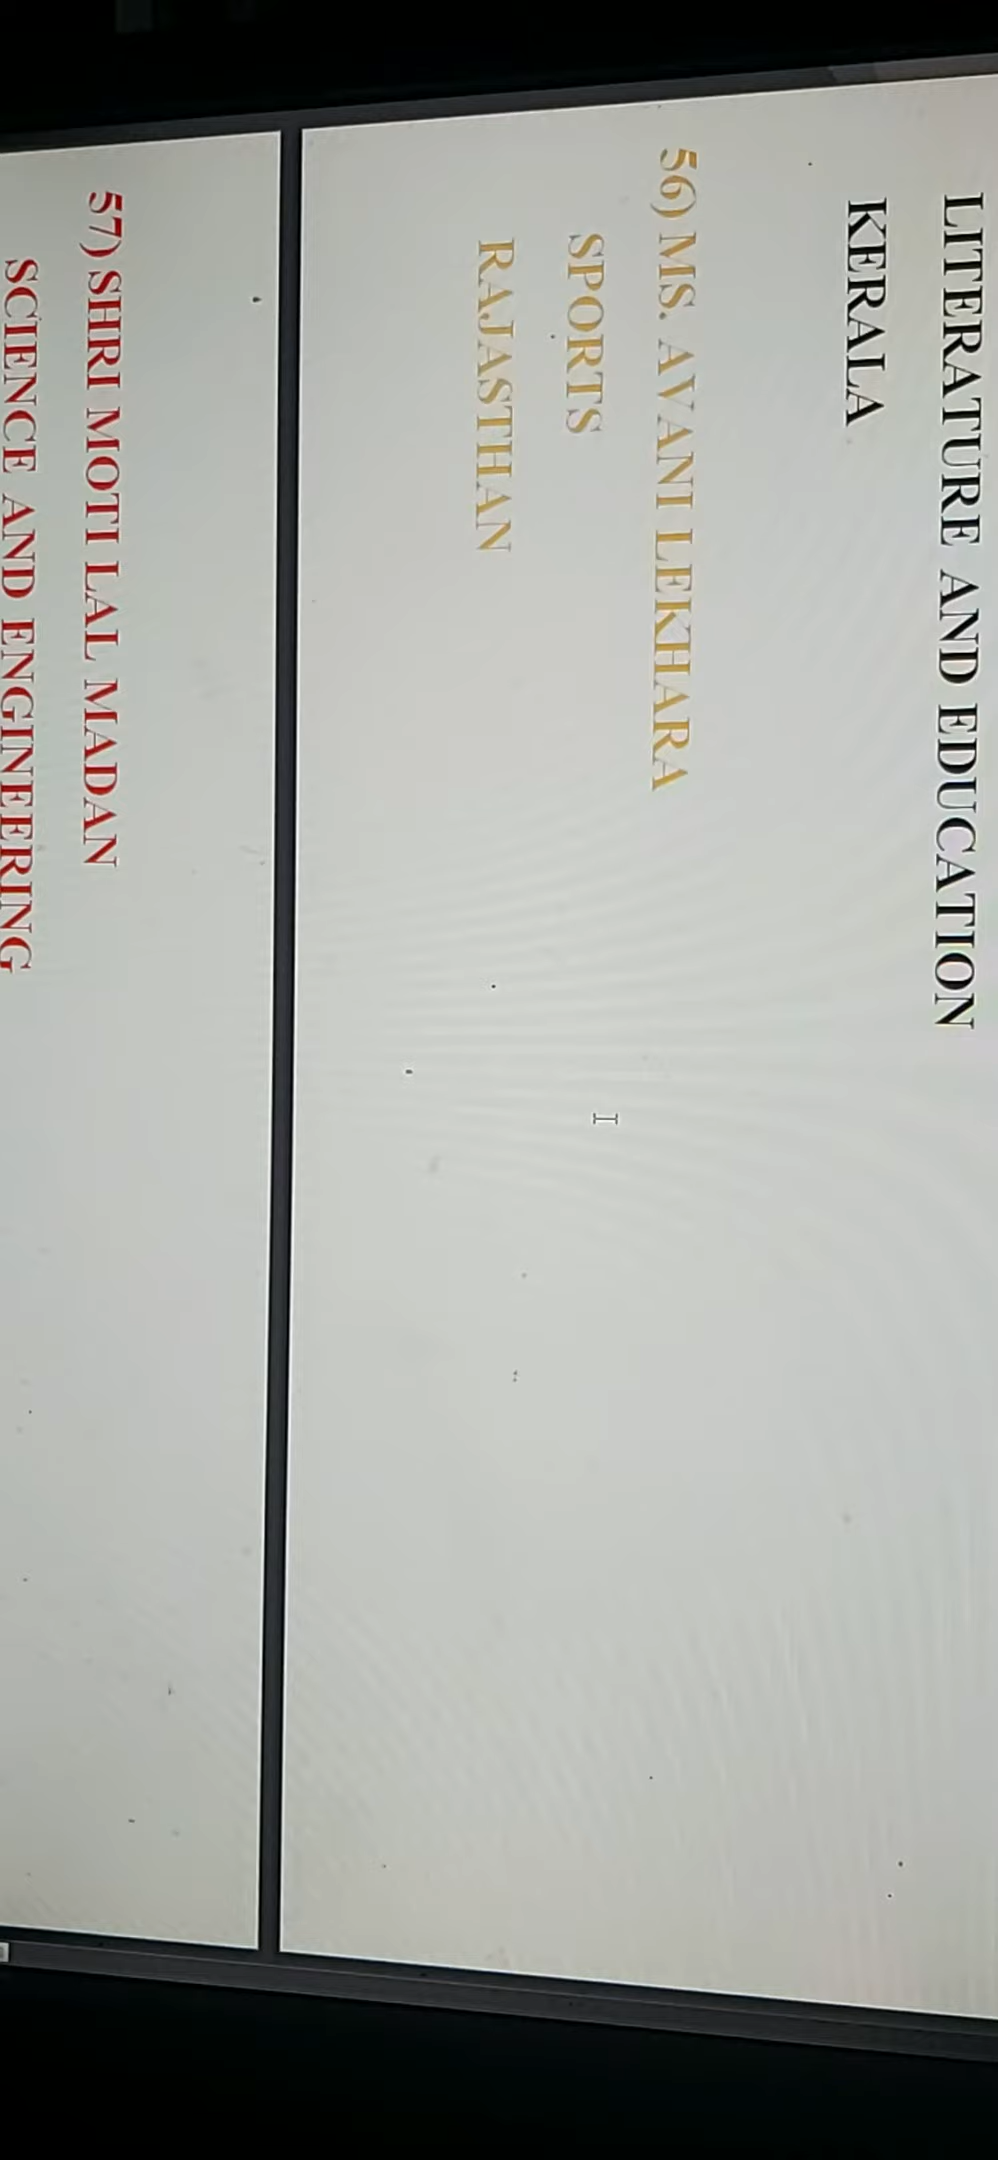 LITERATURE AND EDUCATION
KERALA
56) MS. AVANI LEKHARA
SPORTS
RAJASTHAN
57) SHRI MOTI LAL MADAN
SCIENCE AND ENGINEERING